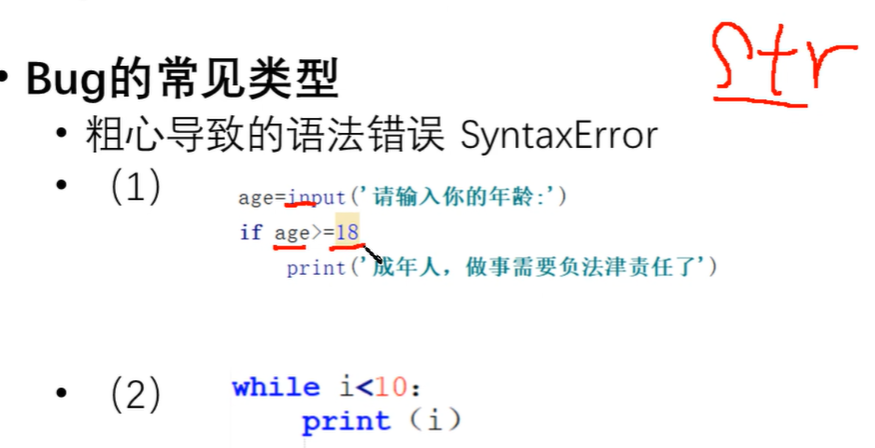 str
• Bug的常见类型
• 粗心导致的语法错误 SyntaxError
• (1)
age=input('请输入你的年龄:')
if age>=18
print('成年人，做事需要负法津责任了')
• (2)
while i<10:
print (i)